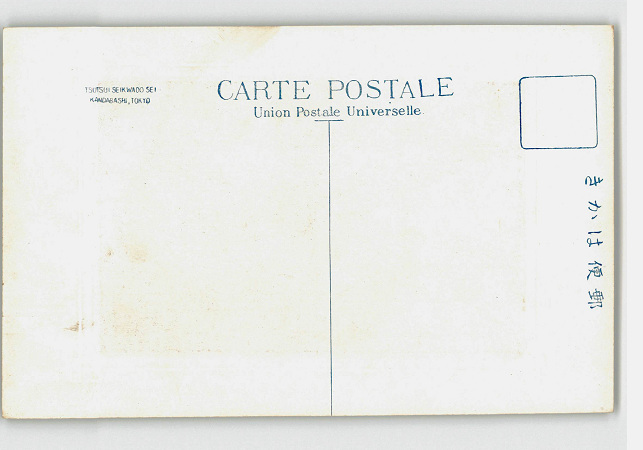 TSUTSUI SEIKWADO SEI
KANDABASHI, TOKYO
CARTE POSTALE
Union Postale Universelle
きかは便郵